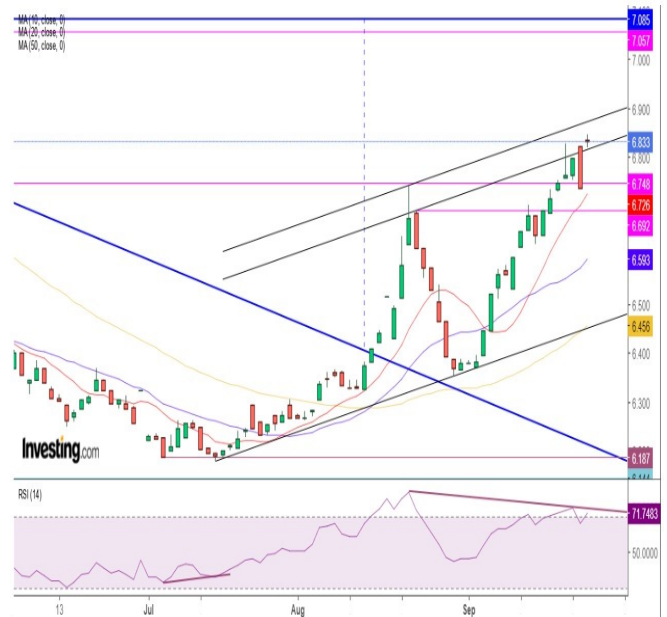 MA (10, close, 0)
MA (20, close, 0)
MA (50, close, 0)
7.085
7.057
7.000
6.900
6.833
6.800
6.748
6.726
6.692
6.593
6.500
6.456
6.400
6.300
6.187
Investing.com
RSI (14)
71.7483
50.0000
13
Jul
Aug
Sep